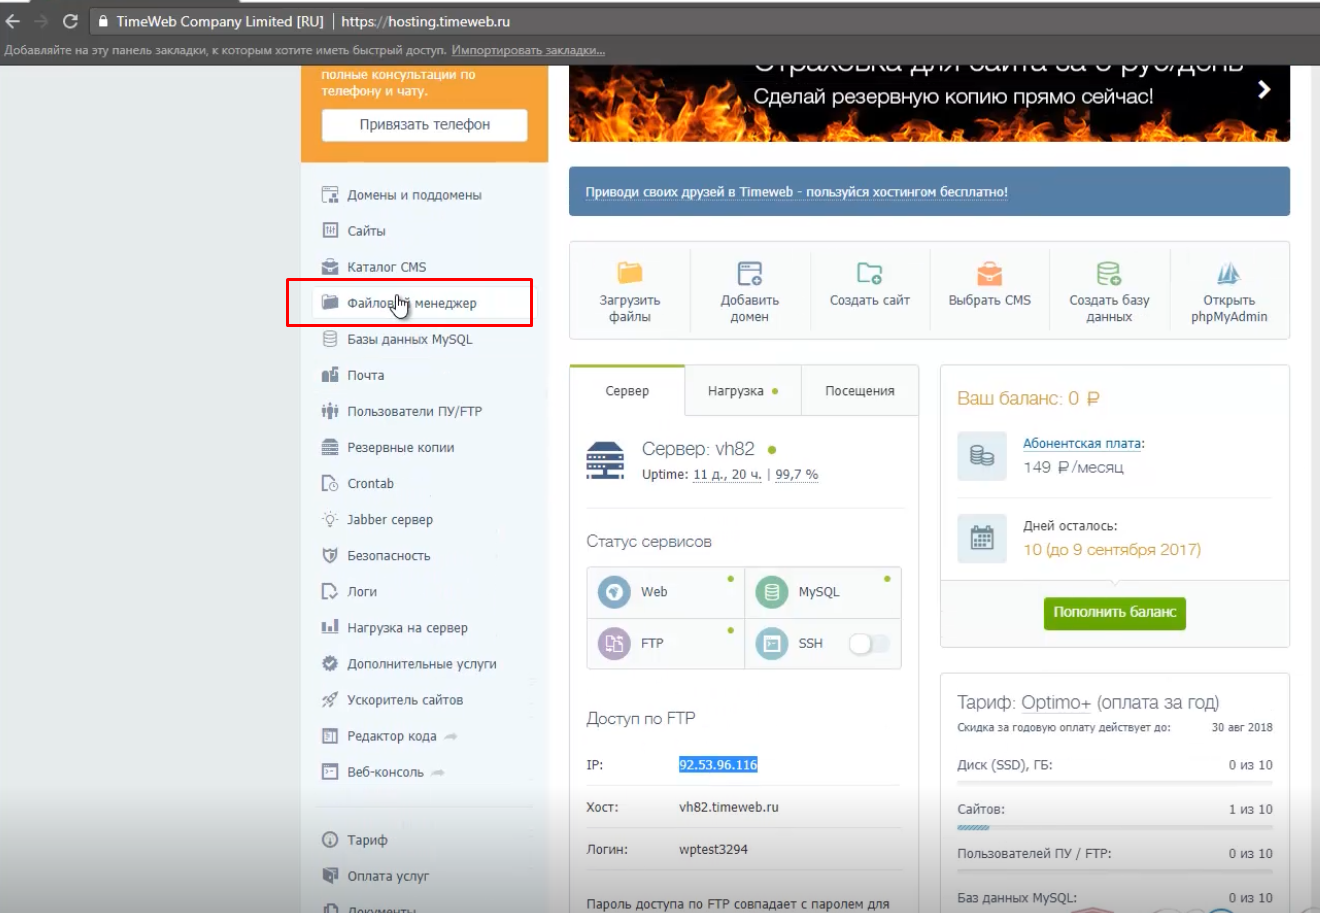 TimeWeb Company Limited [RU] | https://hosting.timeweb.ru
Добавляйте на эту панель закладки, к которым хотите иметь быстрый доступ. Импортировать закладки...
полные консультации по
телефону и чату.
Привязать телефон
Домены и поддомены
Сайты
Каталог CMS
менеджер
Базы данных MySQL
Почта
Пользователи ПУ/FTP
Резервные копии
Crontab
Jabber сервер
Безопасность
Логи
Нагрузка на сервер
Дополнительные услуги
Ускоритель сайтов
Редактор кода
Веб-консоль
Тариф
Оплата услуг
Документы
Страховка для сайта за 5 руб/день
Сделай резервную копию прямо сейчас!
Приводи своих друзей в Timeweb - пользуйся хостингом бесплатно!
Загрузить
файлы
Добавить
домен
Создать сайт
Выбрать CMS
Создать базу
данных
Открыть
phpMyAdmin
Сервер
Нагрузка
Посещения
Сервер: vh82
Uptime: 11 д., 20 ч. | 99,7 %
Статус сервисов
Web
MySQL
FTP
SSH
Доступ по FTP
IP: 92.53.96.116
Хост: vh82.timeweb.ru
Логин: wptest3294
Пароль доступа по FTP совпадает с паролем для
Ваш баланс: 0 ₽
Абонентская плата:
149 ₽/месяц
Дней осталось:
10 (до 9 сентября 2017)
Пополнить баланс
Тариф: Optimo+ (оплата за год)
Скидка за годовую оплату действует до: 30 авг 2018
Диск (SSD), ГБ: 0 из 10
Сайтов: 1 из 10
Пользователей ПУ / FTP: 0 из 10
Баз данных MySQL: 0 из 10